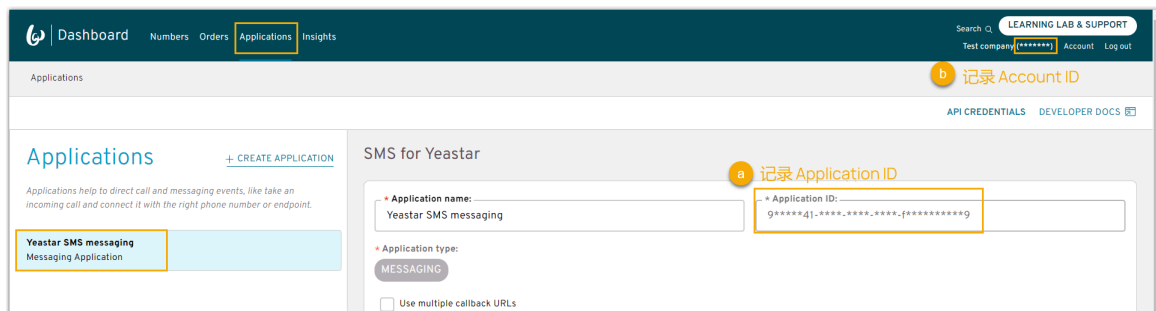 Dashboard Numbers Orders Applications Insights
Search LEARNING LAB & SUPPORT
Test company (*******) Account Log out
Applications
b 记录 Account ID
API CREDENTIALS DEVELOPER DOCS
Applications + CREATE APPLICATION
Applications help to direct call and messaging events, like take an
incoming call and connect it with the right phone number or endpoint.
Yeastar SMS messaging
Messaging Application
SMS for Yeastar
a 记录 Application ID
* Application name:
Yeastar SMS messaging
* Application ID:
9*****41-****-****-****-f**********9
* Application type:
MESSAGING
Use multiple callback URLs